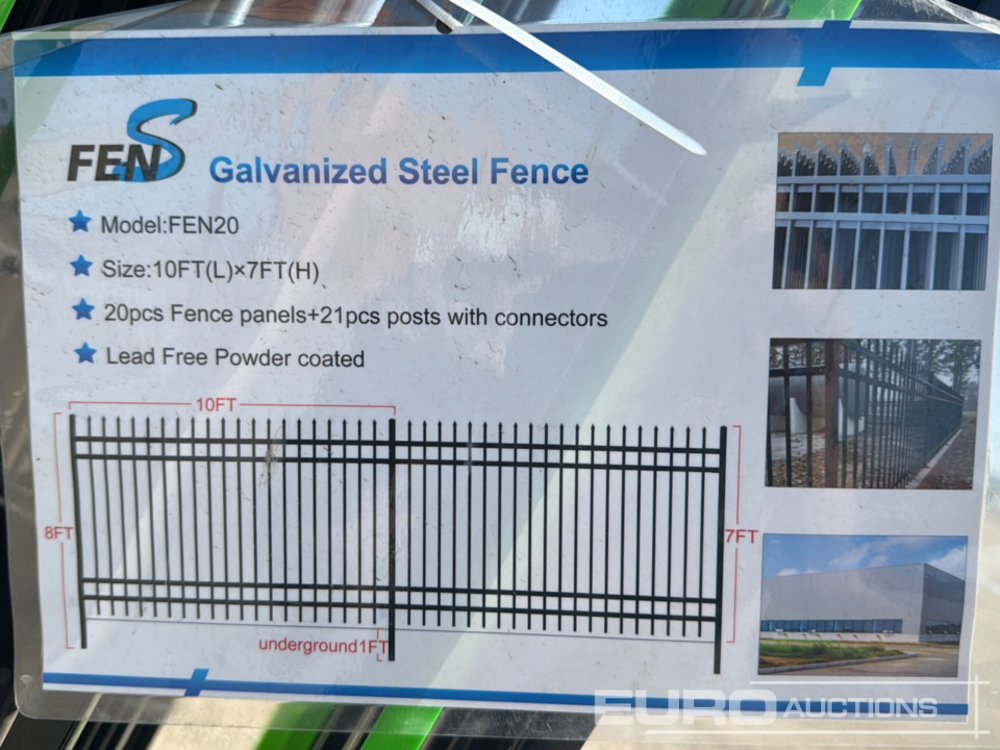 FENS
Galvanized Steel Fence
Model:FEN20
Size:10FT(L)×7FT(H)
20pcs Fence panels+21pcs posts with connectors
Lead Free Powder coated
10FT
8FT
7FT
underground1FT
EURO AUCTIONS